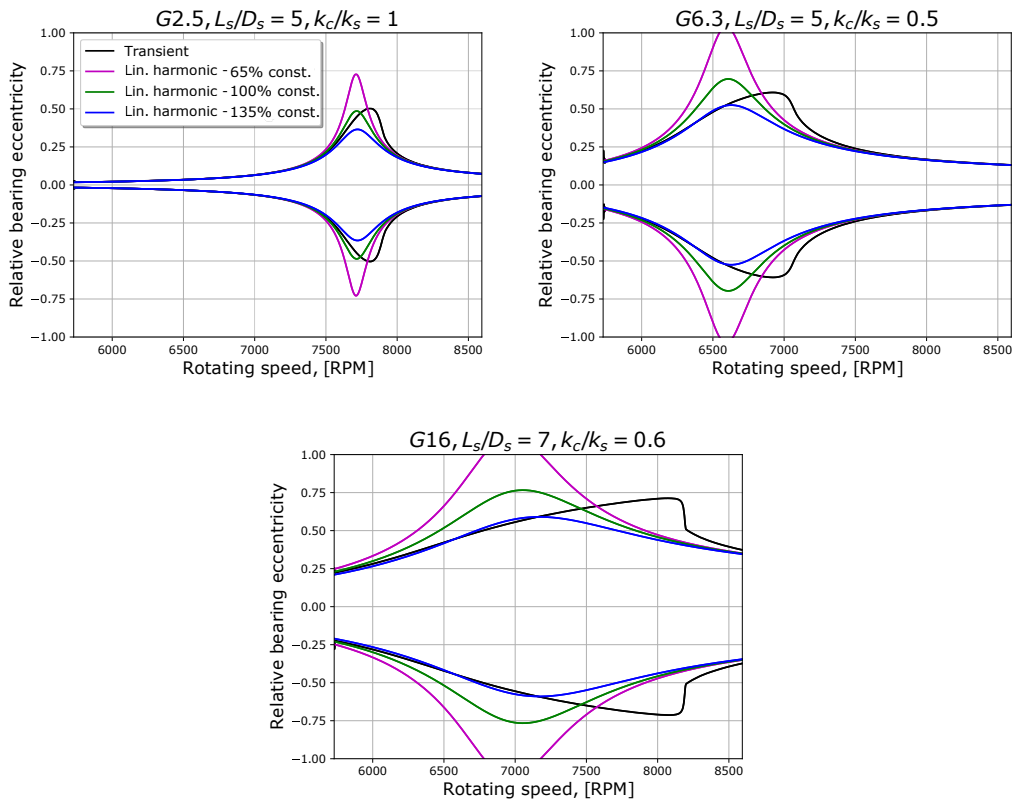 G2.5, L_s/D_s = 5, k_c/k_s = 1
1.00
0.75
0.50
0.25
0.00
−0.25
−0.50
−0.75
−1.00
Relative bearing eccentricity
Transient
Lin. harmonic -65% const.
Lin. harmonic -100% const.
Lin. harmonic -135% const.
6000 6500 7000 7500 8000 8500
Rotating speed, [RPM]
G6.3, L_s/D_s = 5, k_c/k_s = 0.5
1.00
0.75
0.50
0.25
0.00
−0.25
−0.50
−0.75
−1.00
Relative bearing eccentricity
6000 6500 7000 7500 8000 8500
Rotating speed, [RPM]
G16, L_s/D_s = 7, k_c/k_s = 0.6
1.00
0.75
0.50
0.25
0.00
−0.25
−0.50
−0.75
−1.00
Relative bearing eccentricity
6000 6500 7000 7500 8000 8500
Rotating speed, [RPM]